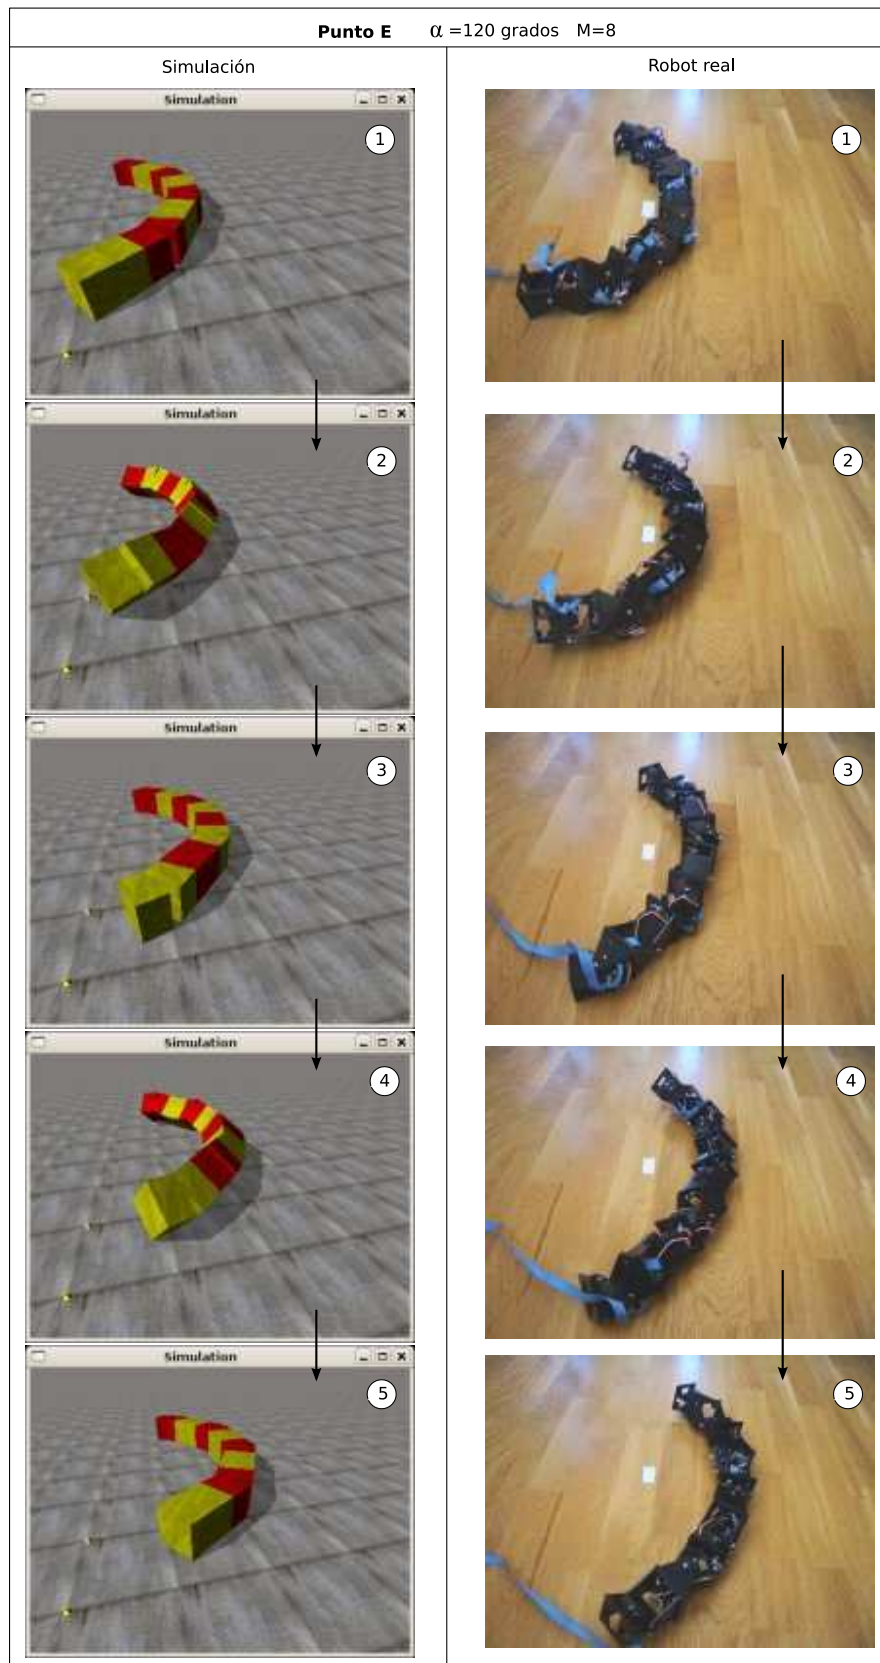 Punto E α =120 grados M=8
Simulación
Robot real
Simulation
1
1
Simulation
2
2
Simulation
3
3
Simulation
4
4
Simulation
5
5